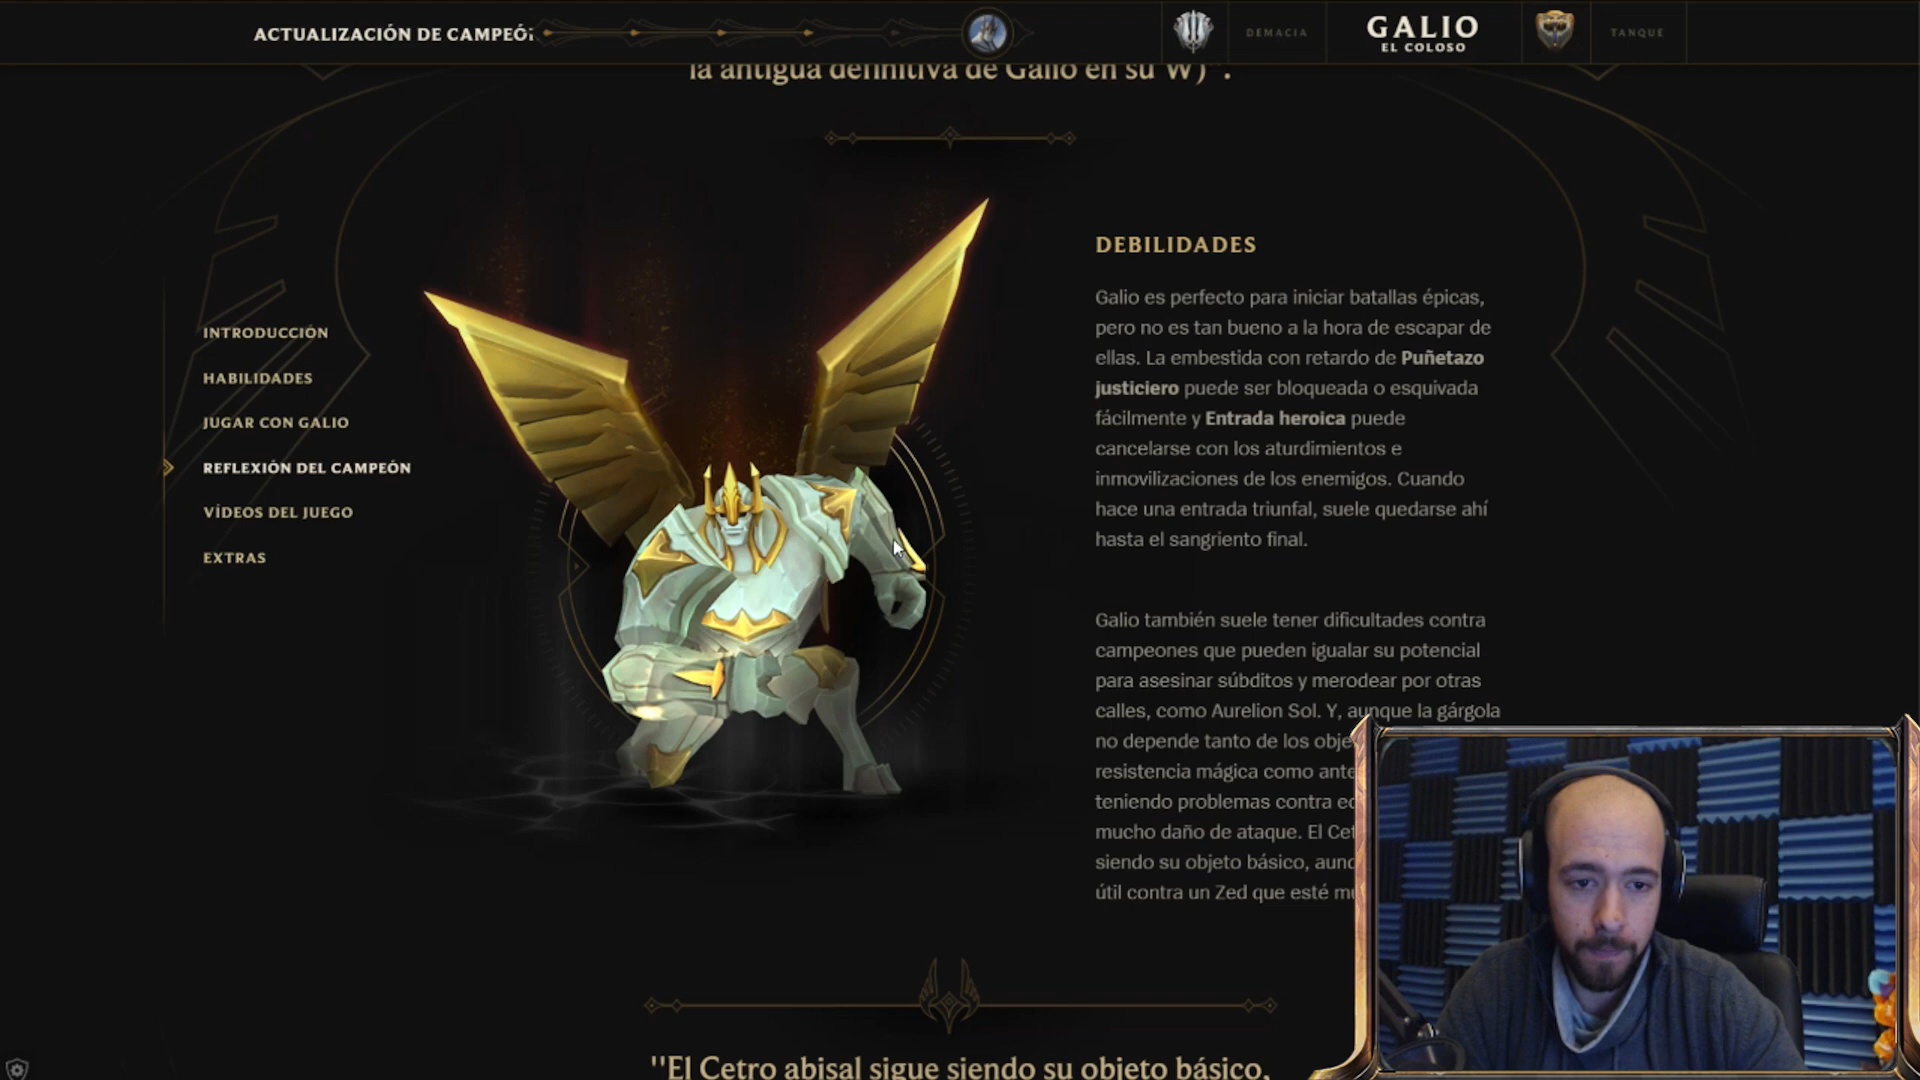 ACTUALIZACIÓN DE CAMPEÓ
DEMACIA
GALIO
EL COLOSO
TANQUE
la antigua definitiva de Galio en su W)".
INTRODUCCIÓN
HABILIDADES
JUGAR CON GALIO
REFLEXIÓN DEL CAMPEÓN
VÍDEOS DEL JUEGO
EXTRAS
DEBILIDADES
Galio es perfecto para iniciar batallas épicas,
pero no es tan bueno a la hora de escapar de
ellas. La embestida con retardo de Puñetazo
justiciero puede ser bloqueada o esquivada
fácilmente y Entrada heroica puede
cancelarse con los aturdimientos e
inmovilizaciones de los enemigos. Cuando
hace una entrada triunfal, suele quedarse ahí
hasta el sangriento final.
Galio también suele tener dificultades contra
campeones que pueden igualar su potencial
para asesinar súbditos y merodear por otras
calles, como Aurelion Sol. Y, aunque la gárgola
no depende tanto de los obje
resistencia mágica como ante
teniendo problemas contra
mucho daño de ataque. El Cet
siendo su objeto básico, aun
útil contra un Zed que esté
"El Cetro abisal sigue siendo su objeto básico,